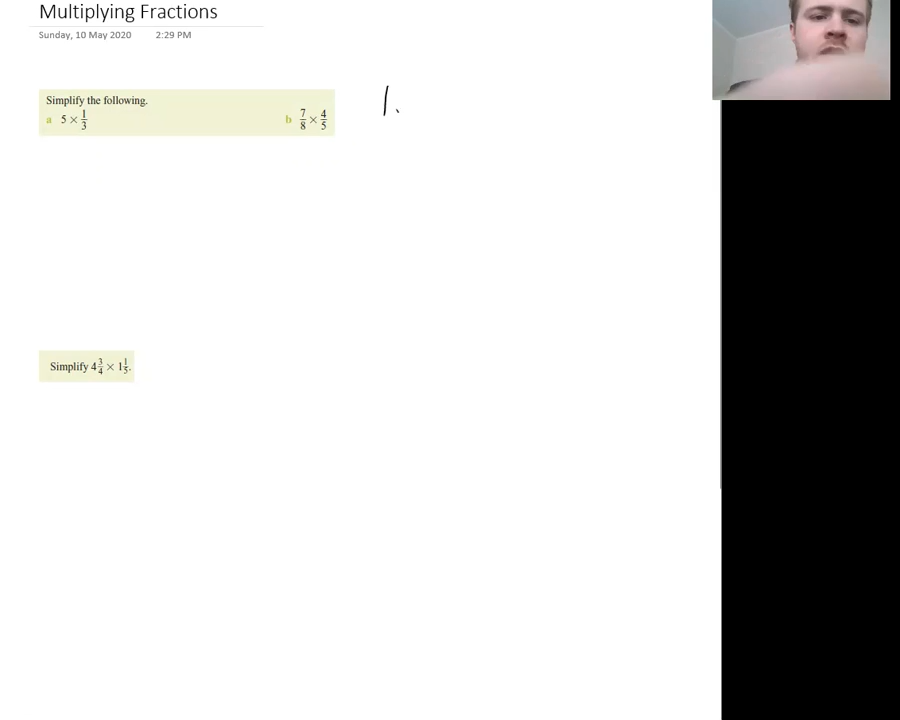 Multiplying Fractions
Sunday, 10 May 2020 2:29 PM
Simplify the following.
a 5 × 1/3 b 7/8 × 4/5
1.
Simplify 4 3/4 × 1 1/5.